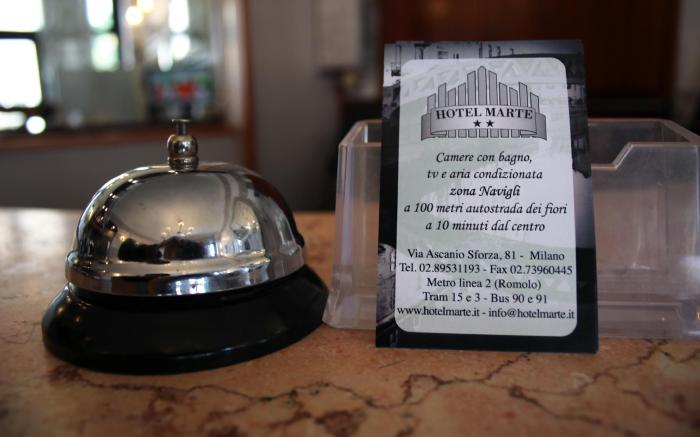 HOTEL MARTE
★★
Camere con bagno,
tv e aria condizionata
zona Navigli
a 100 metri autostrada dei fiori
a 10 minuti dal centro
Via Ascanio Sforza, 81 - Milano
Tel. 02.89531193 - Fax 02.73960445
Metro linea 2 (Romolo)
Tram 15 e 3 - Bus 90 e 91
www.hotelmarte.it - info@hotelmarte.it